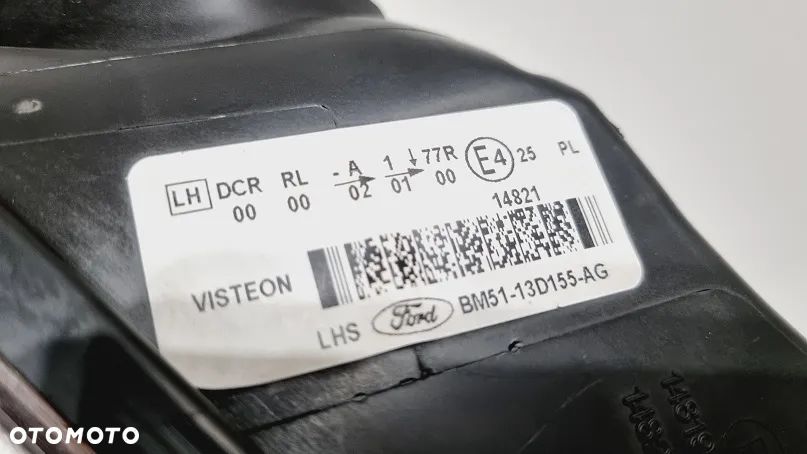 LH DCR RL -A 1 ↓77R E4 25 PL
00 00 02 01 00
14821
VISTEON
LHS Ford BM51-13D155-AG
14819
OTOMOTO